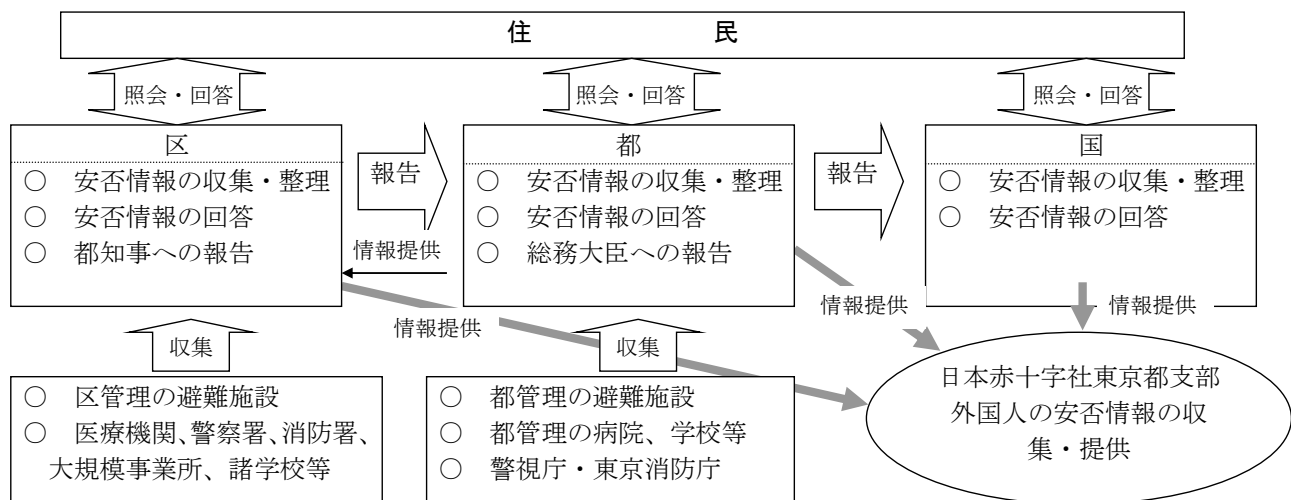 住　　　　民
照会・回答
照会・回答
照会・回答
区
○　安否情報の収集・整理
○　安否情報の回答
○　都知事への報告
報告
情報提供
都
○　安否情報の収集・整理
○　安否情報の回答
○　総務大臣への報告
報告
国
○　安否情報の収集・整理
○　安否情報の回答
情報提供
情報提供
情報提供
収集
収集
○　区管理の避難施設
○　医療機関、警察署、消防署、
大規模事業所、諸学校等
○　都管理の避難施設
○　都管理の病院、学校等
○　警視庁・東京消防庁
日本赤十字社東京都支部
外国人の安否情報の収
集・提供